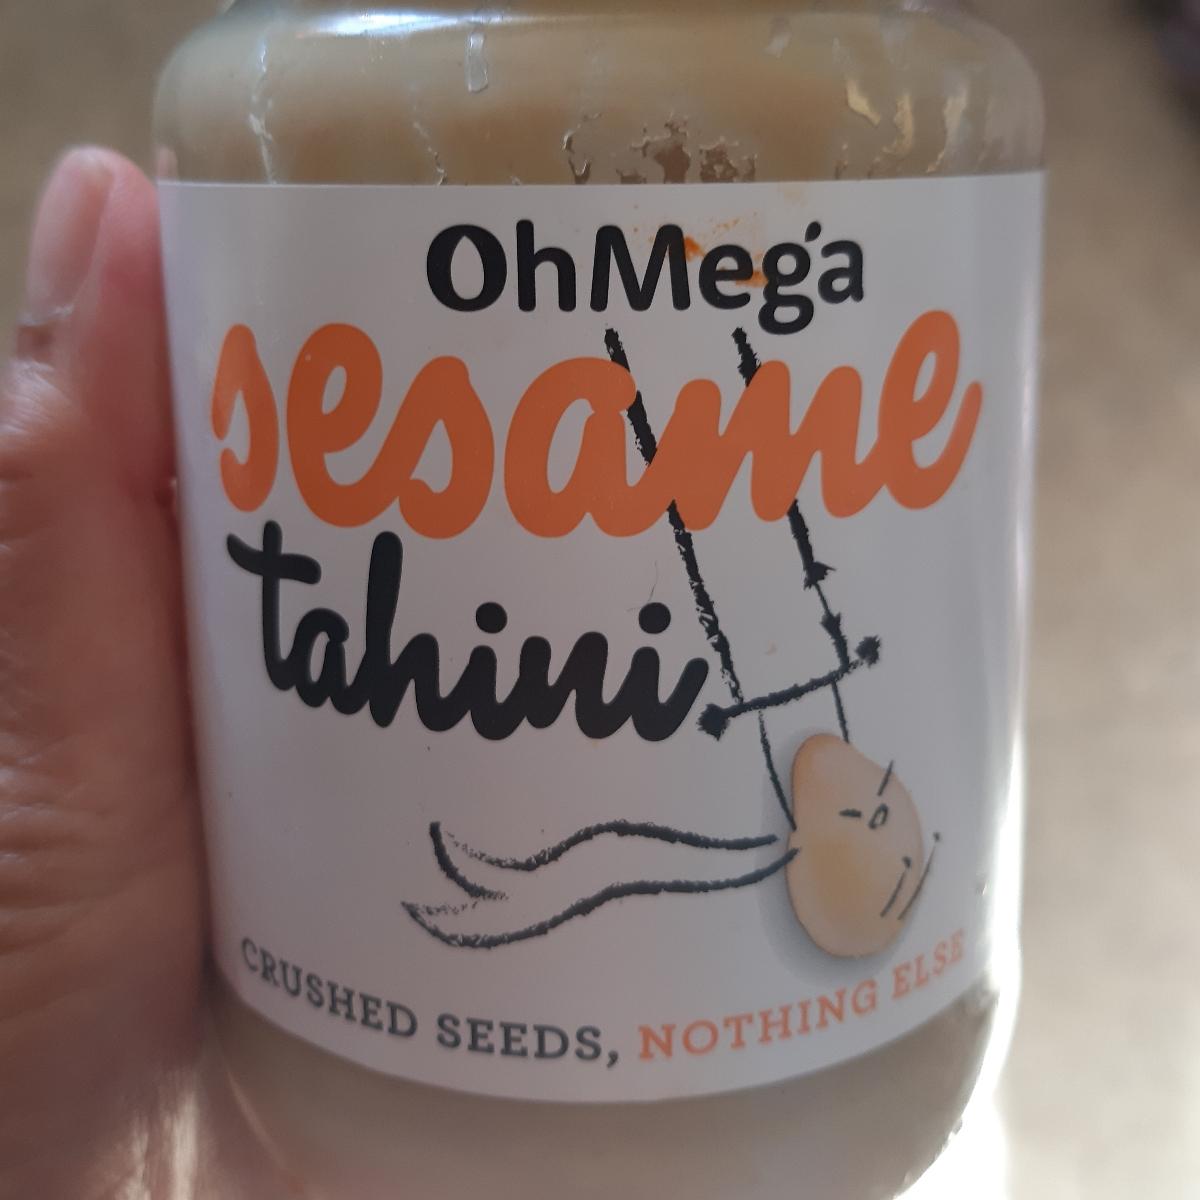 OhMega
sesame
tahini
CRUSHED SEEDS, NOTHING ELSE